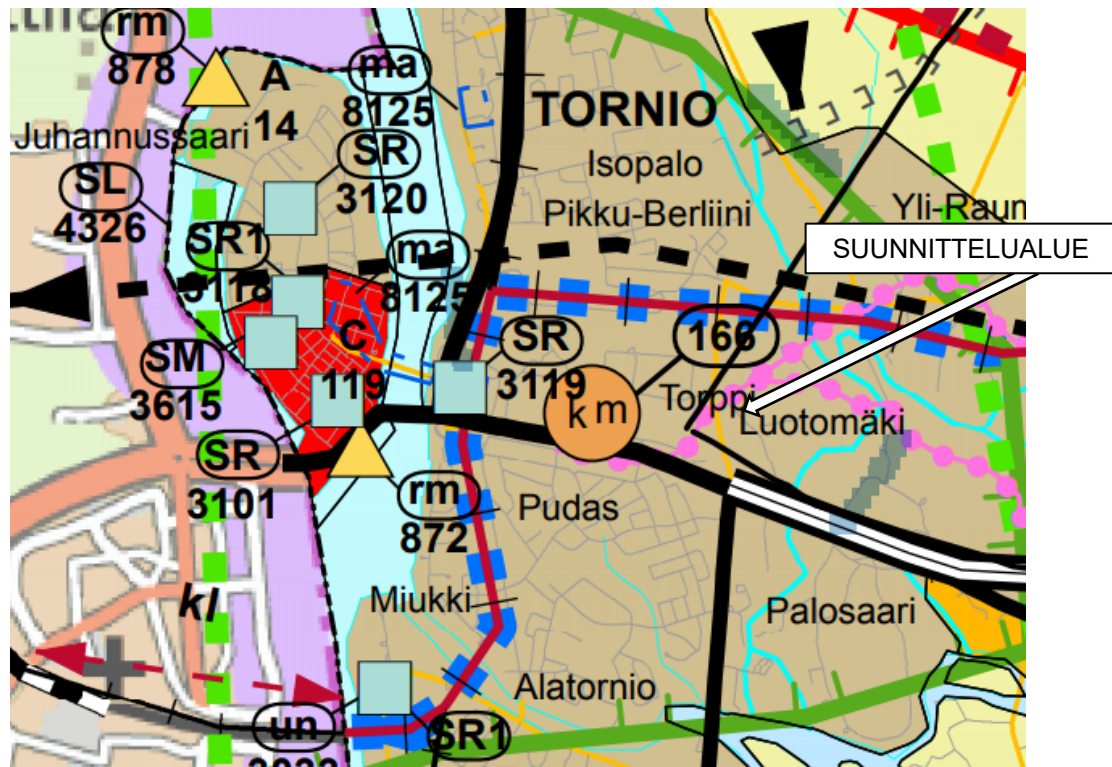 rm
878
A
14
ma
8125
TORNIO
Juhannussaari
SR
3120
Isopalo
SL
4326
Pikku-Berliini
Yli-Raum
SR1
3118
ma
8125
SUUNNITTELUALUE
SM
3615
C
119
SR
3119
166
km
Torppi
Luotomäki
SR
3101
rm
872
Pudas
kl
Miukki
Palosaari
Alatornio
un
SR1